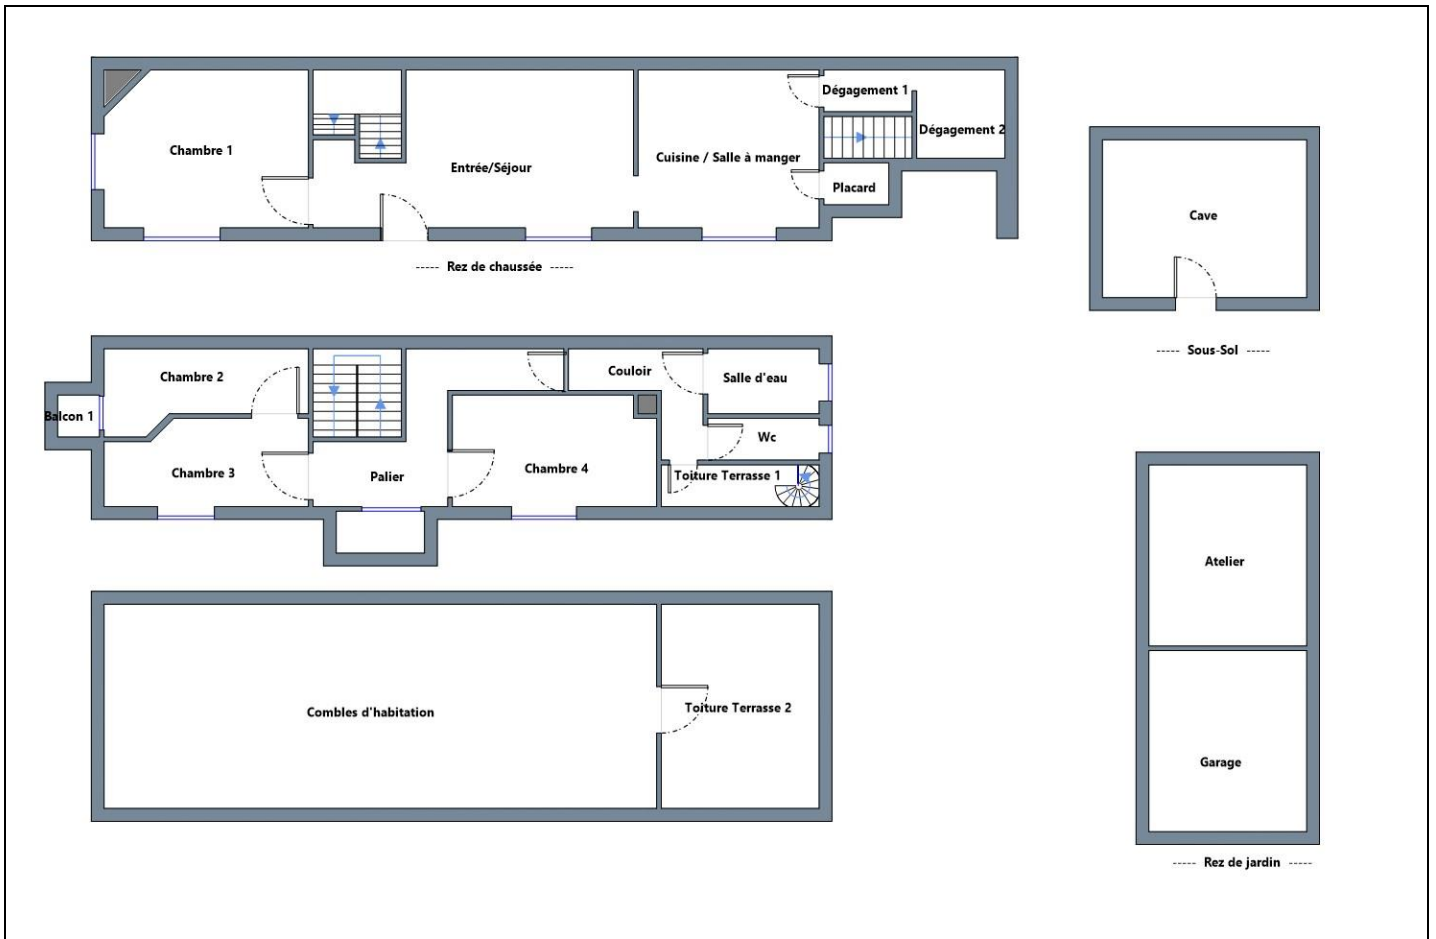 Chambre 1
Entrée/Séjour
Cuisine / Salle à manger
Dégagement 1
Dégagement 2
Placard
----- Rez de chaussée -----
Cave
----- Sous-Sol -----
Chambre 2
Balcon 1
Chambre 3
Palier
Chambre 4
Couloir
Salle d'eau
Wc
Toiture Terrasse 1
Combles d'habitation
Toiture Terrasse 2
Atelier
Garage
----- Rez de jardin -----